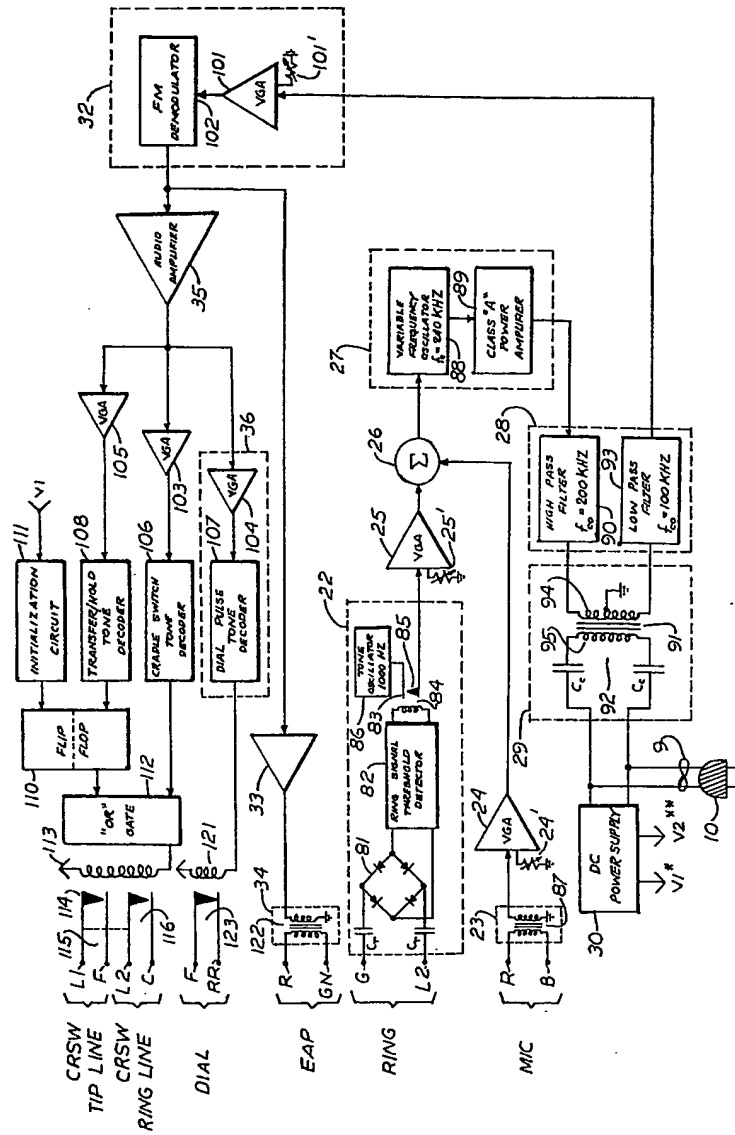 32
FM
DEMODULATOR
102
101
VGA
101'
AUDIO
AMPLIFIER
35
V1
111
INITIALIZATION
CIRCUIT
108
TRANSFER/HOLD
TONE
DECODER
106
CRADLE SWITCH
TONE
DECODER
107
DIAL PULSE
TONE
DECODER
VGA
105
VGA
103
VGA
104
36
FLIP
FLOP
110
"OR"
GATE
112
113
114
115
116
121
123
L1
F
L2
C
F
RR
CRSW
TIP LINE
CRSW
RING LINE
DIAL
33
34
122
R
GN
EAP
22
TONE
OSCILLATOR
1000 HZ
86
83
85
84
RING SIGNAL
THRESHOLD
DETECTOR
82
81
Cr
Cr
G
L2
RING
25
VGA
25'
26
Σ
27
VARIABLE
FREQUENCY
OSCILLATOR
fo = 240 KHZ
88
89
CLASS "A"
POWER
AMPLIFIER
24
VGA
24'
23
87
R
B
MIC
28
HIGH PASS
FILTER
fco = 200 KHZ
90
93
LOW PASS
FILTER
fco = 100 KHZ
29
94
95
91
92
Cc
Cc
9
10
DC
POWER SUPPLY
30
V1*
V2**